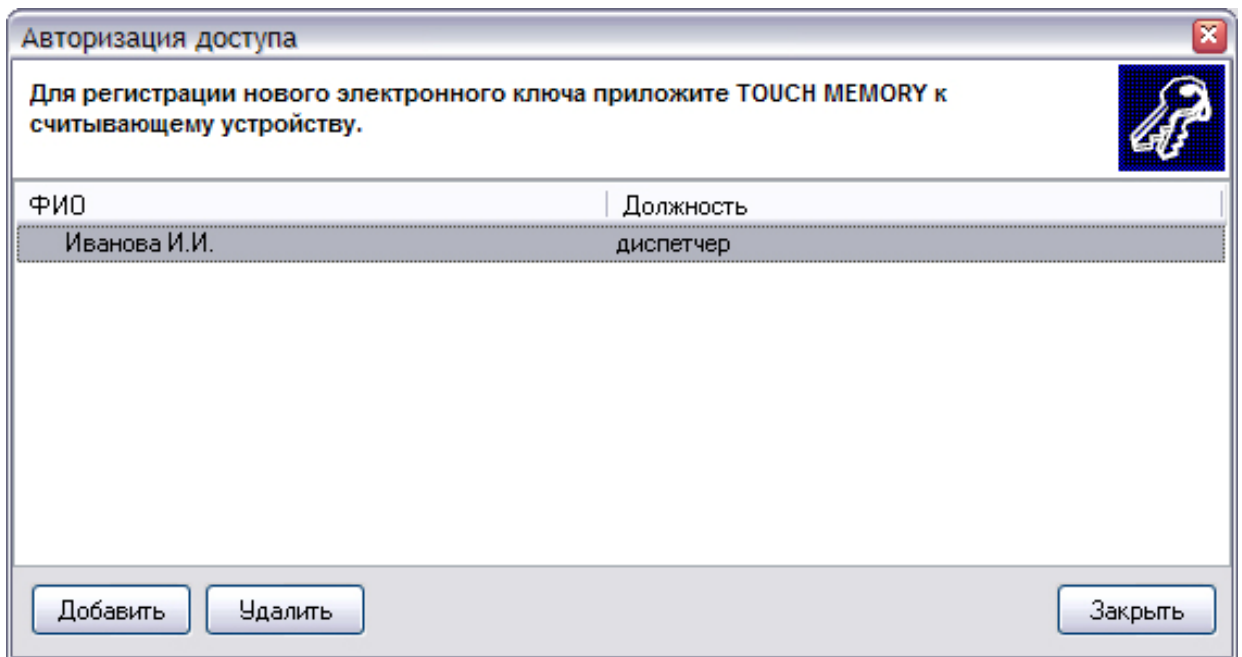 Авторизация доступа
Для регистрации нового электронного ключа приложите TOUCH MEMORY к
считывающему устройству.
ФИО Должность
Иванова И.И. диспетчер
Добавить Удалить Закрыть